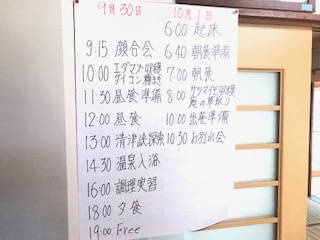 9月30日
9:15 顔合会
10:00 エダマメ収穫
ダイコン種まき
11:30 昼食準備
12:00 昼食
13:00 清津峡探索
14:30 温泉入浴
16:00 調理実習
18:00 夕食
19:00 Free
10月1日
6:00 起床
6:40 朝食準備
7:00 朝食
8:00 サツマイモ収穫
庭の草取り
10:00 出発準備
10:30 お別れ会